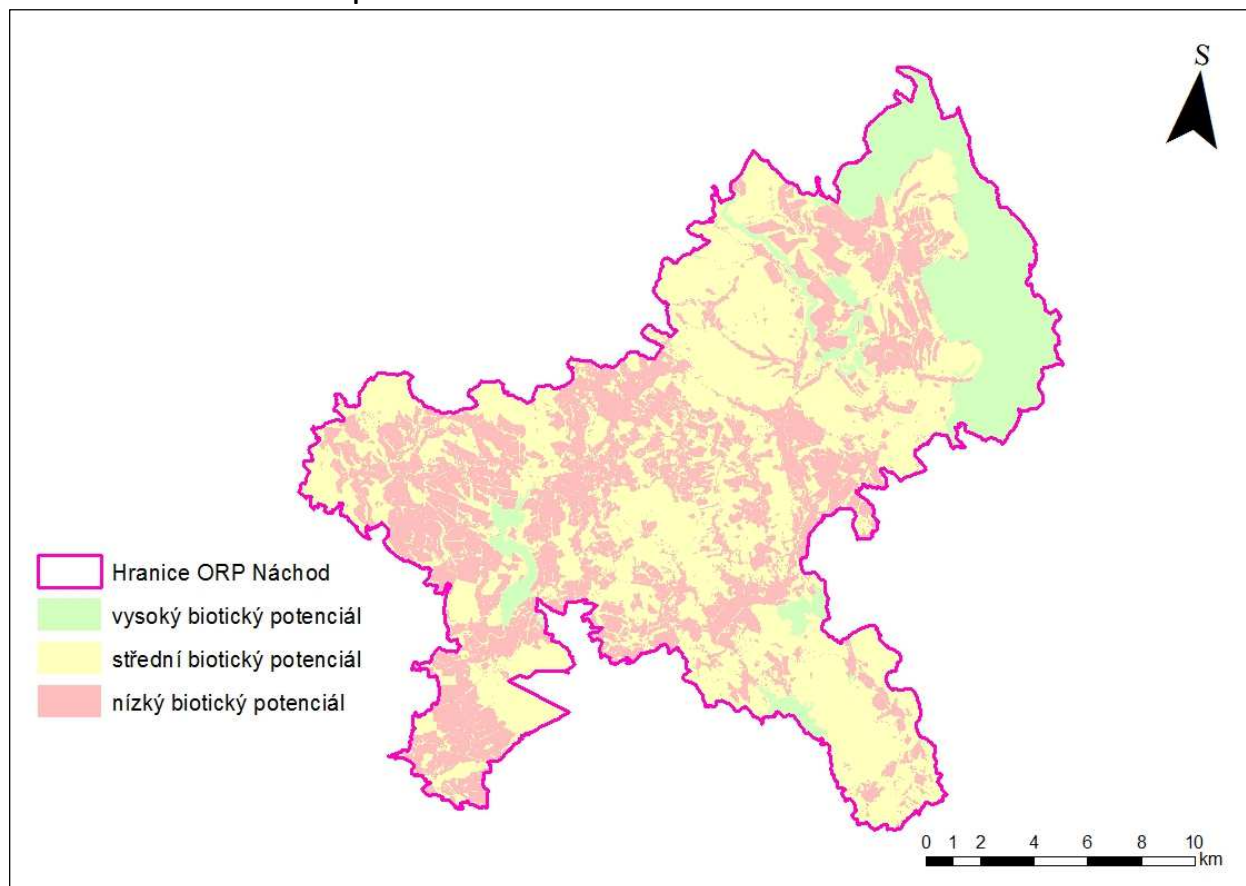 S
Hranice ORP Náchod
vysoký biotický potenciál
střední biotický potenciál
nízký biotický potenciál
0 1 2 4 6 8 10
km